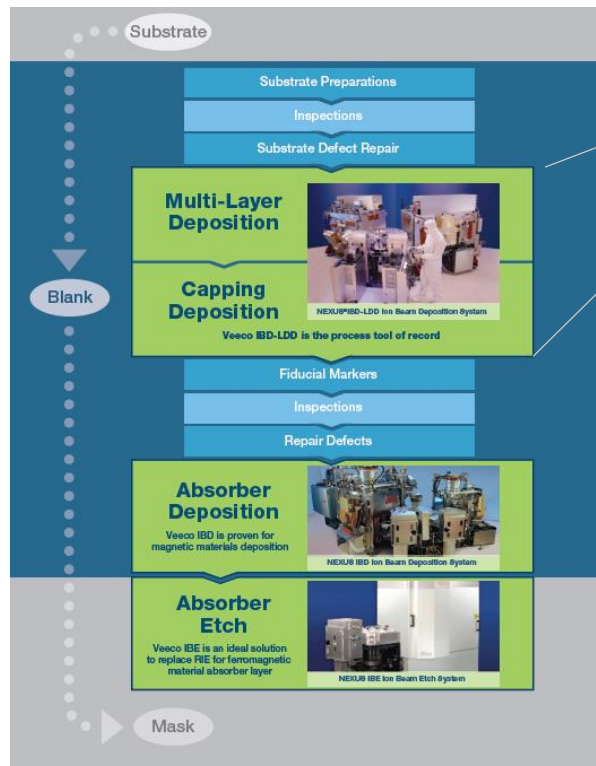 Substrate
Substrate Preparations
Inspections
Substrate Defect Repair
Multi-Layer
Deposition
NEXUS®IBD-LDD Ion Beam Deposition System
Blank
Capping
Deposition
Veeco IBD-LDD is the process tool of record
Fiducial Markers
Inspections
Repair Defects
Absorber
Deposition
Veeco IBD is proven for
magnetic materials deposition
NEXUS IBD Ion Beam Deposition System
Absorber
Etch
Veeco IBE is an ideal solution
to replace RIE for ferromagnetic
material absorber layer
NEXUS IBE Ion Beam Etch System
Mask